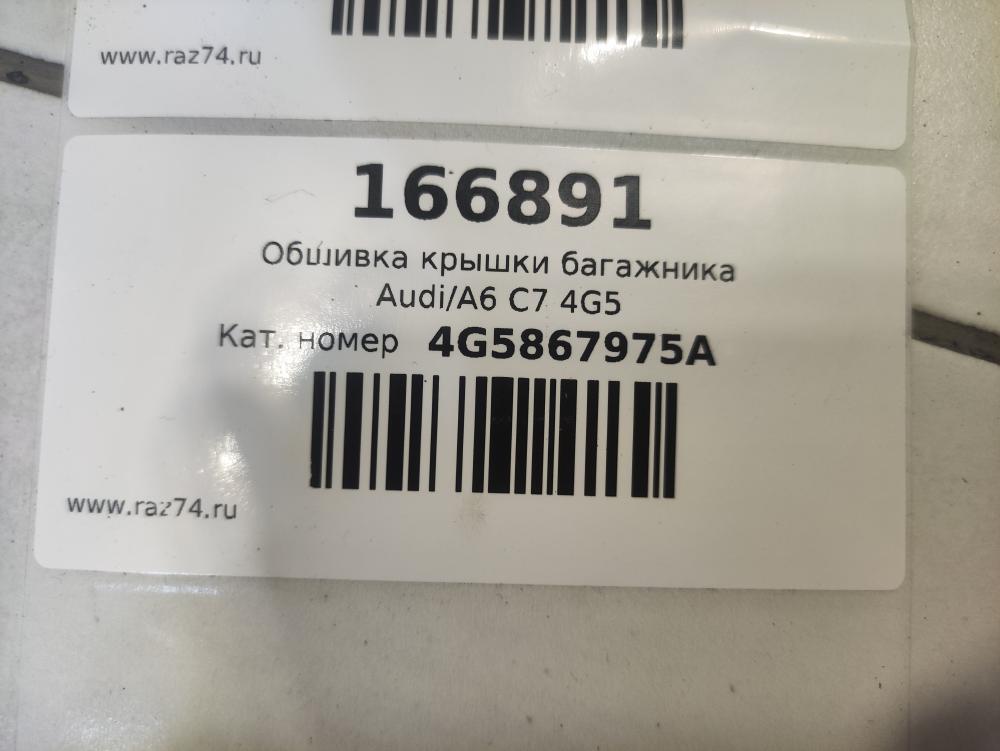 www.raz74.ru
166891
Обшивка крышки багажника
Audi/A6 C7 4G5
Кат. номер 4G5867975A
www.raz74.ru